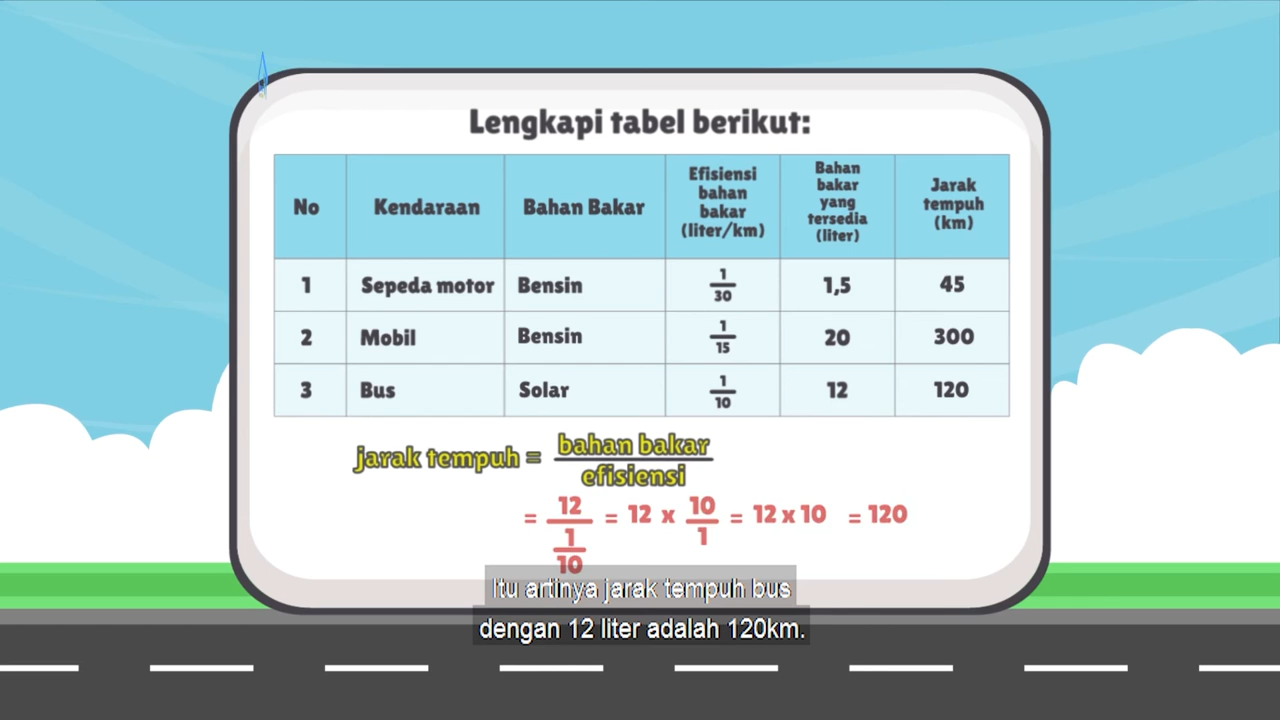 Lengkapi tabel berikut:
No Kendaraan Bahan Bakar Efisiensi bahan bakar (liter/km) Bahan bakar yang tersedia (liter) Jarak tempuh (km)
1 Sepeda motor Bensin 1/30 1,5 45
2 Mobil Bensin 1/15 20 300
3 Bus Solar 1/10 12 120
jarak tempuh = bahan bakar / efisiensi
= 12 / 1/10 = 12 x 10/1 = 12 x 10 = 120
Itu artinya jarak tempuh bus
dengan 12 liter adalah 120km.